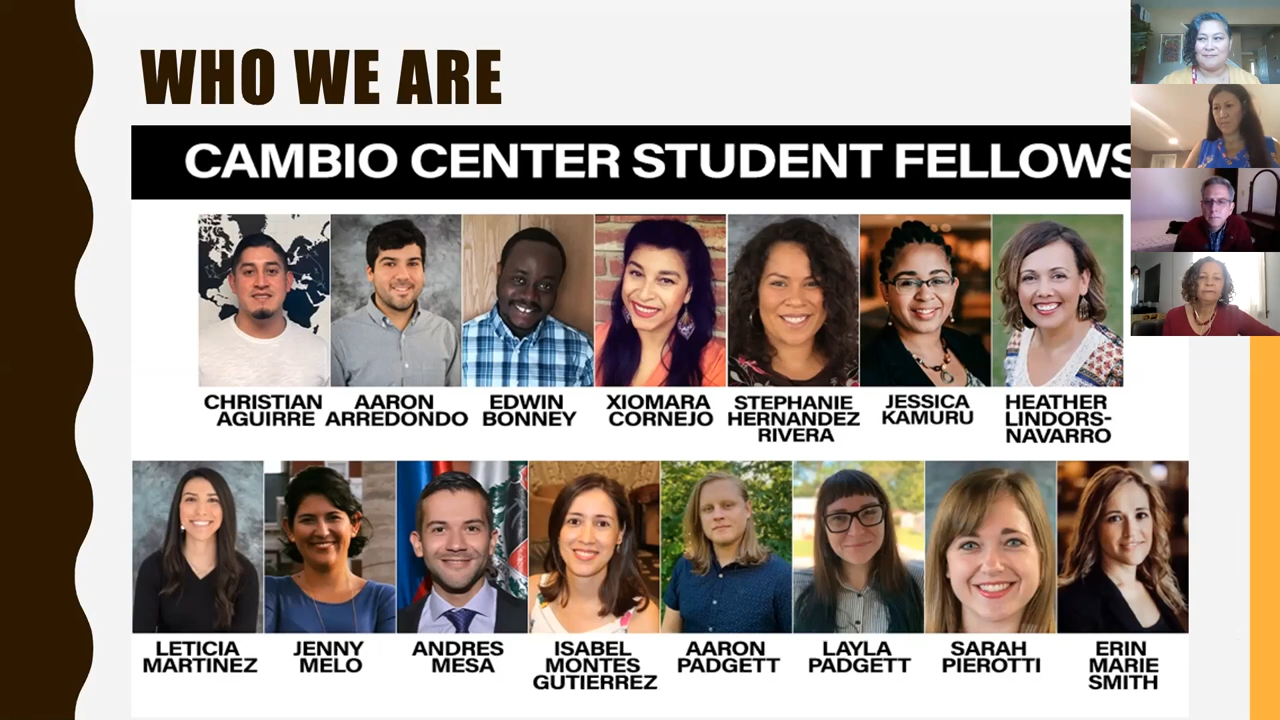 WHO WE ARE
CAMBIO CENTER STUDENT FELLOWS
CHRISTIAN
AGUIRRE
AARON
ARREDONDO
EDWIN
BONNEY
XIOMARA
CORNEJO
STEPHANIE
HERNANDEZ
RIVERA
JESSICA
KAMURU
HEATHER
LINDORS-
NAVARRO
LETICIA
MARTINEZ
JENNY
MELO
ANDRES
MESA
ISABEL
MONTES
GUTIERREZ
AARON
PADGETT
LAYLA
PADGETT
SARAH
PIEROTTI
ERIN
MARIE
SMITH